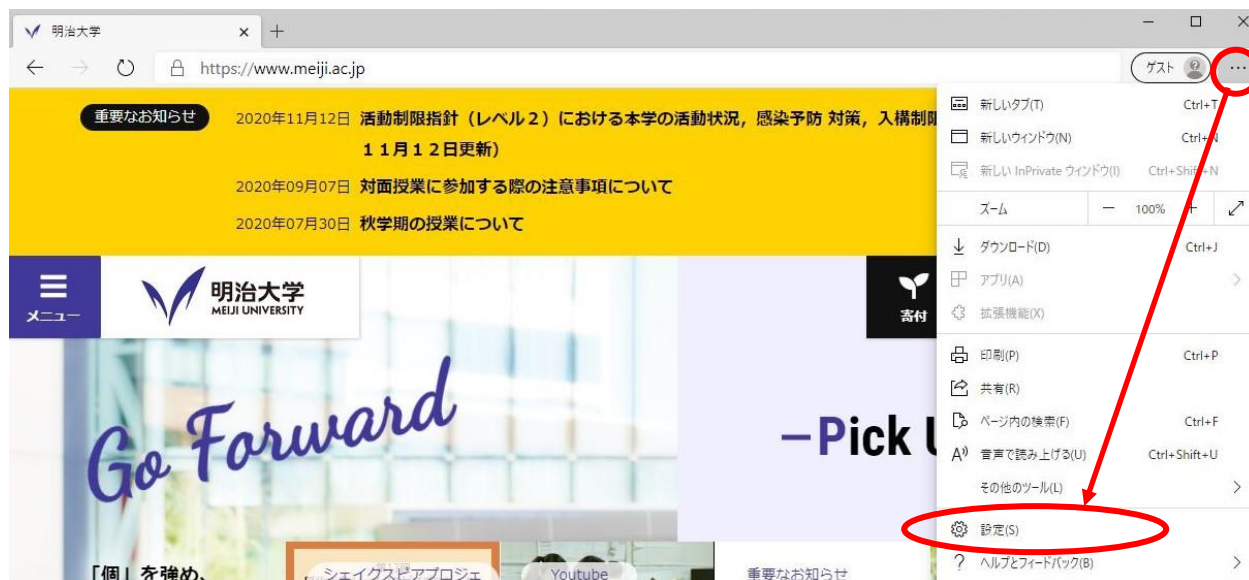 明治大学
https://www.meiji.ac.jp
ゲスト
重要なお知らせ 2020年11月12日 活動制限指針（レベル２）における本学の活動状況，感染予防 対策，入構制限
１１月１２日更新）
2020年09月07日 対面授業に参加する際の注意事項について
2020年07月30日 秋学期の授業について
メニュー
明治大学
MEIJI UNIVERSITY
寄付
Go Forward
–Pick U
「個」を強め、
シェイクスピアプロジェ
Youtube
重要なお知らせ
新しいタブ(T) Ctrl+T
新しいウィンドウ(N) Ctrl+N
新しい InPrivate ウィンドウ(I) Ctrl+Shift+N
ズーム — 100% +
ダウンロード(D) Ctrl+J
アプリ(A)
拡張機能(X)
印刷(P) Ctrl+P
共有(R)
ページ内の検索(F) Ctrl+F
音声で読み上げる(U) Ctrl+Shift+U
その他のツール(L)
設定(S)
ヘルプとフィードバック(B)